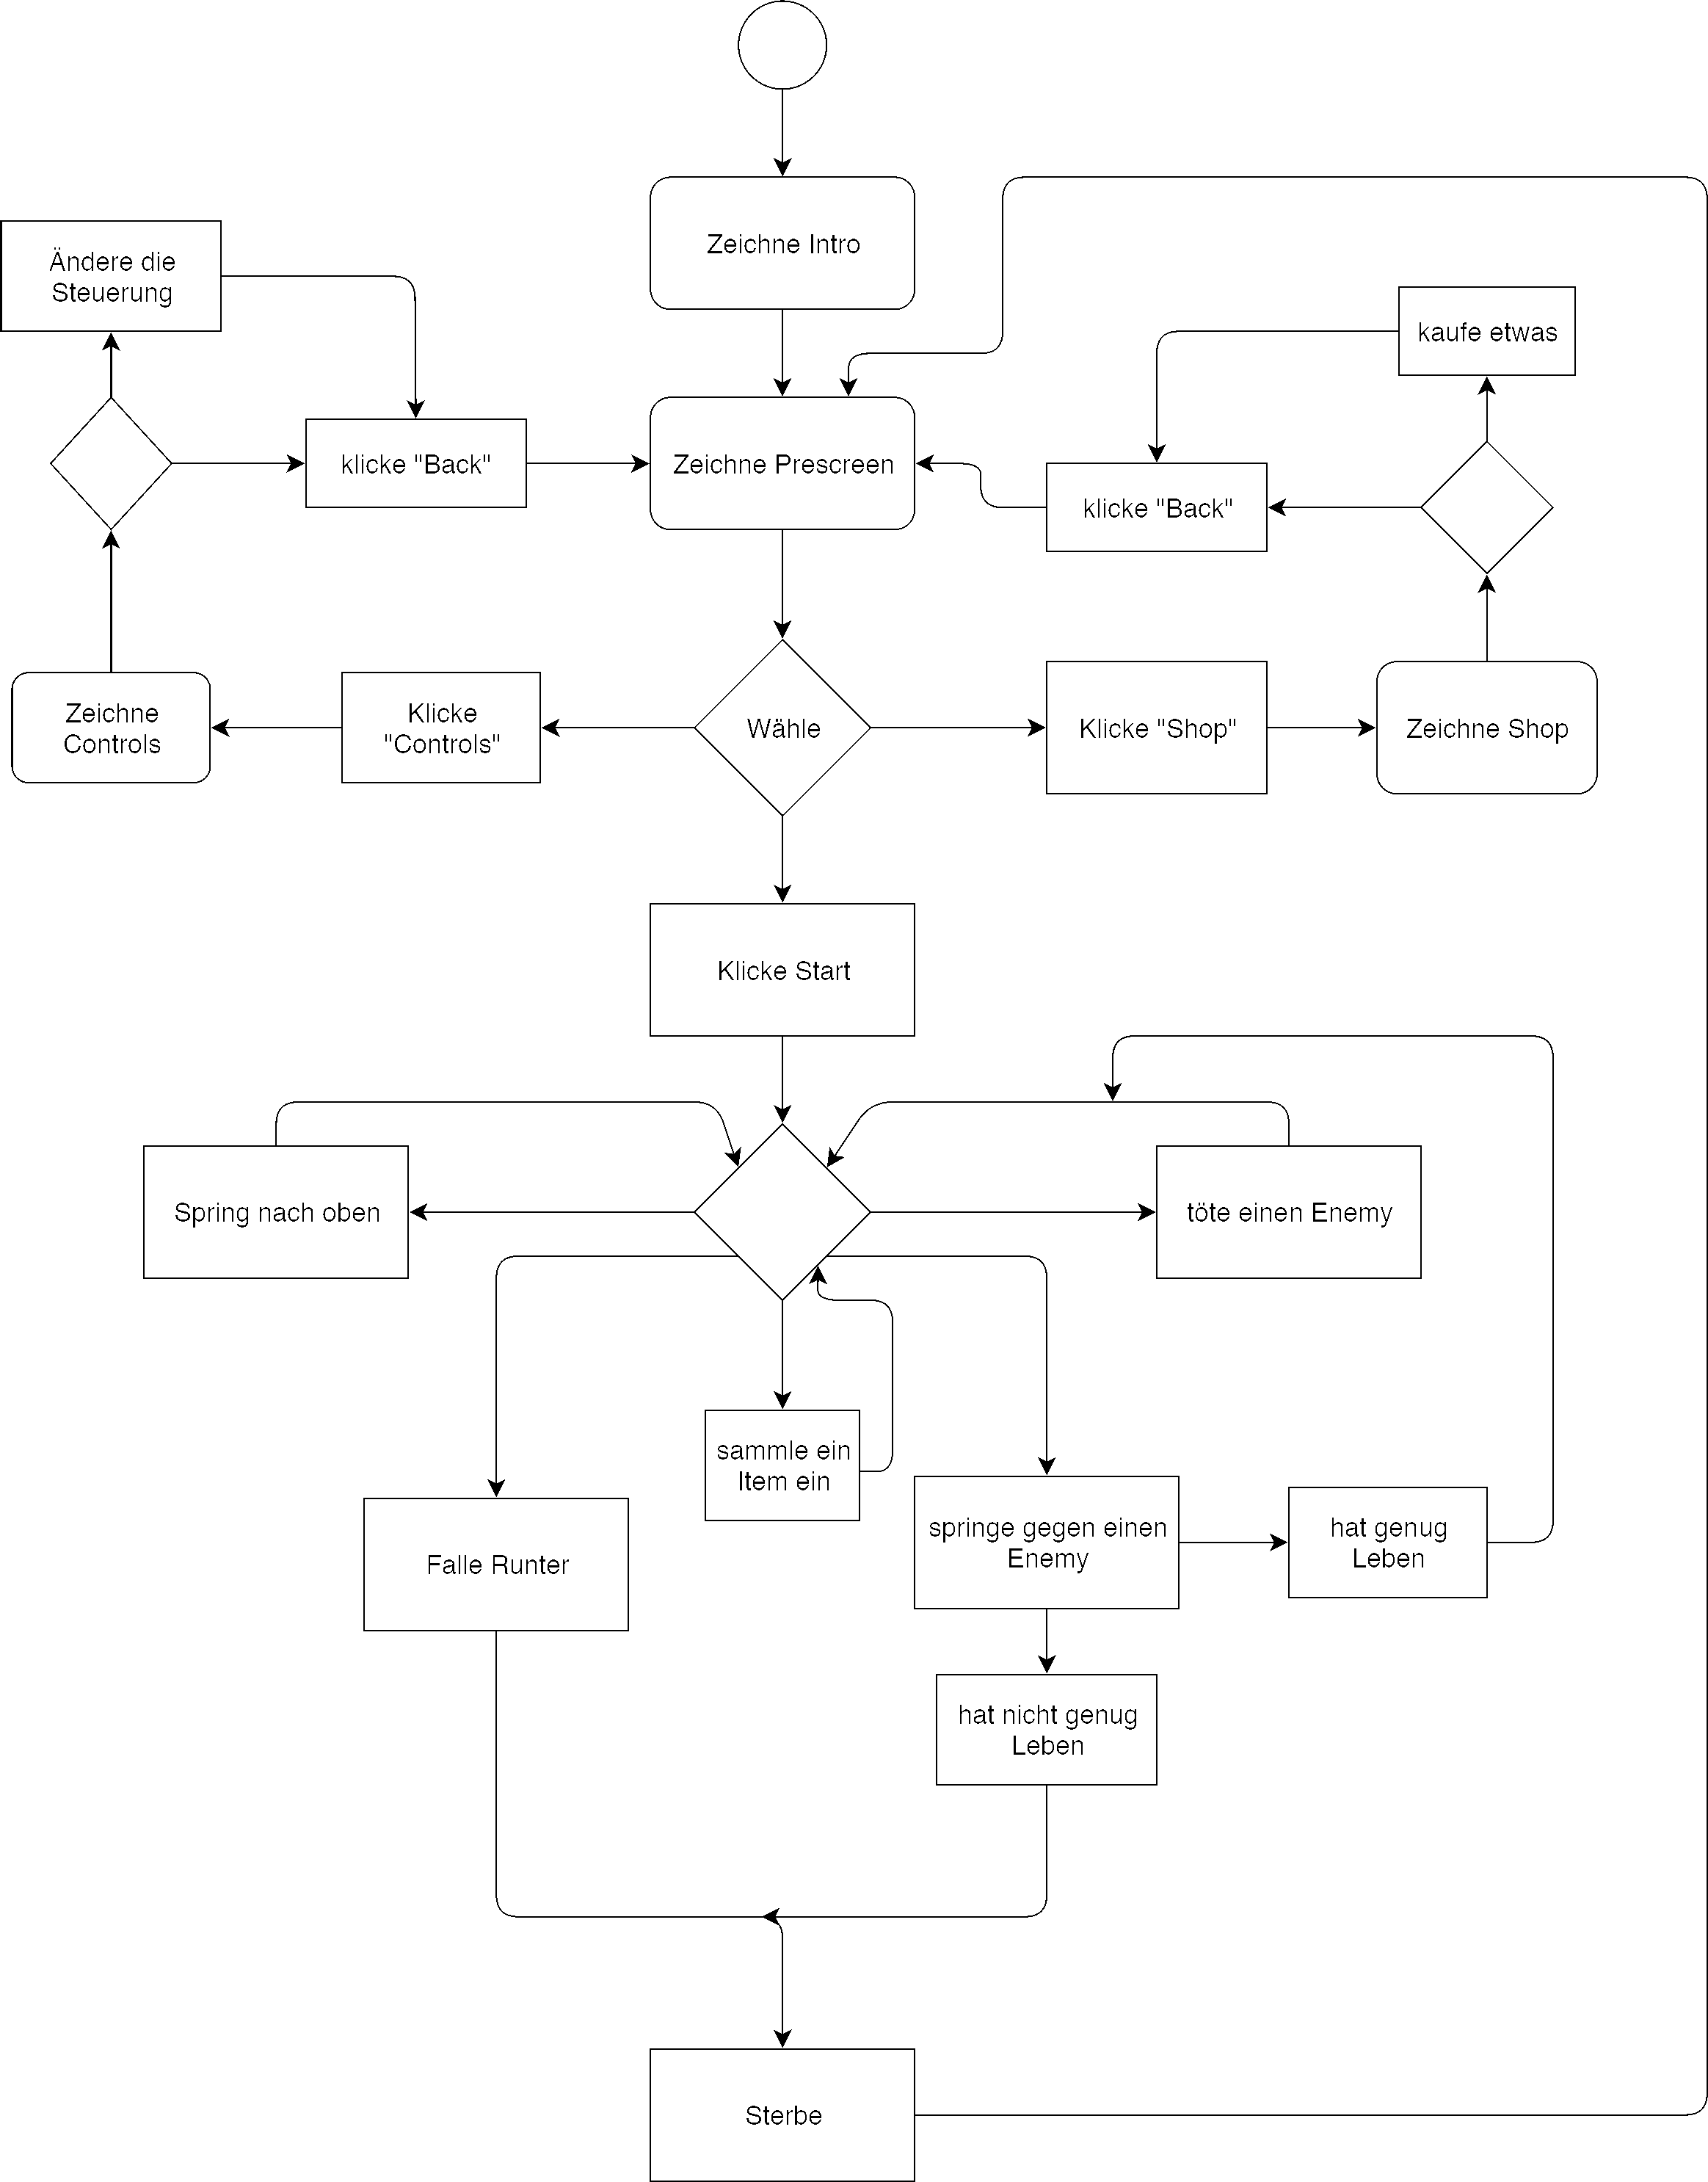 Zeichne Intro
Ändere die
Steuerung
kaufe etwas
klicke "Back"
Zeichne Prescreen
klicke "Back"
Zeichne
Controls
Klicke
"Controls"
Wähle
Klicke "Shop"
Zeichne Shop
Klicke Start
Spring nach oben
töte einen Enemy
sammle ein
Item ein
Falle Runter
springe gegen einen
Enemy
hat genug
Leben
hat nicht genug
Leben
Sterbe